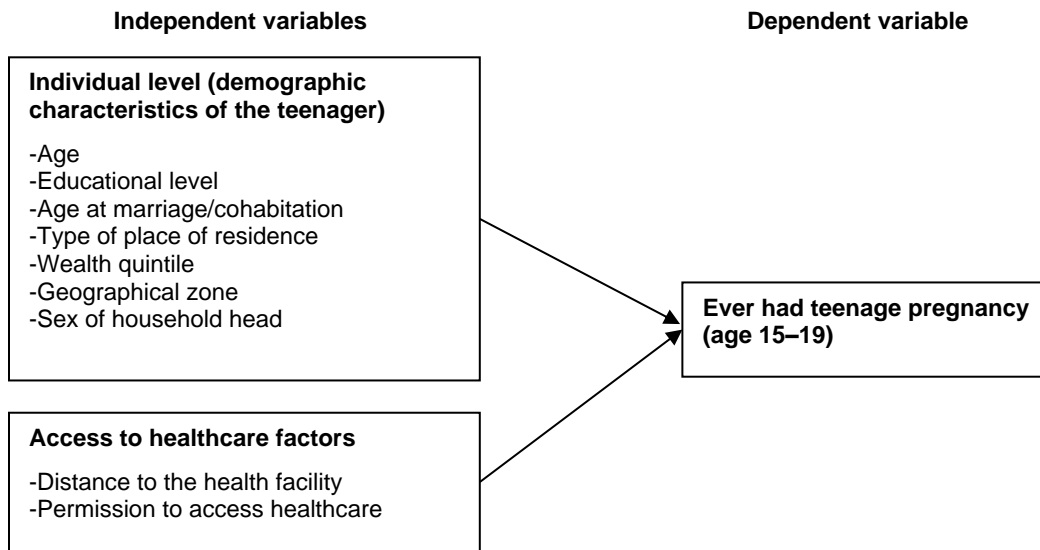 Independent variables
Dependent variable
Individual level (demographic
characteristics of the teenager)
-Age
-Educational level
-Age at marriage/cohabitation
-Type of place of residence
-Wealth quintile
-Geographical zone
-Sex of household head
Ever had teenage pregnancy
(age 15–19)
Access to healthcare factors
-Distance to the health facility
-Permission to access healthcare